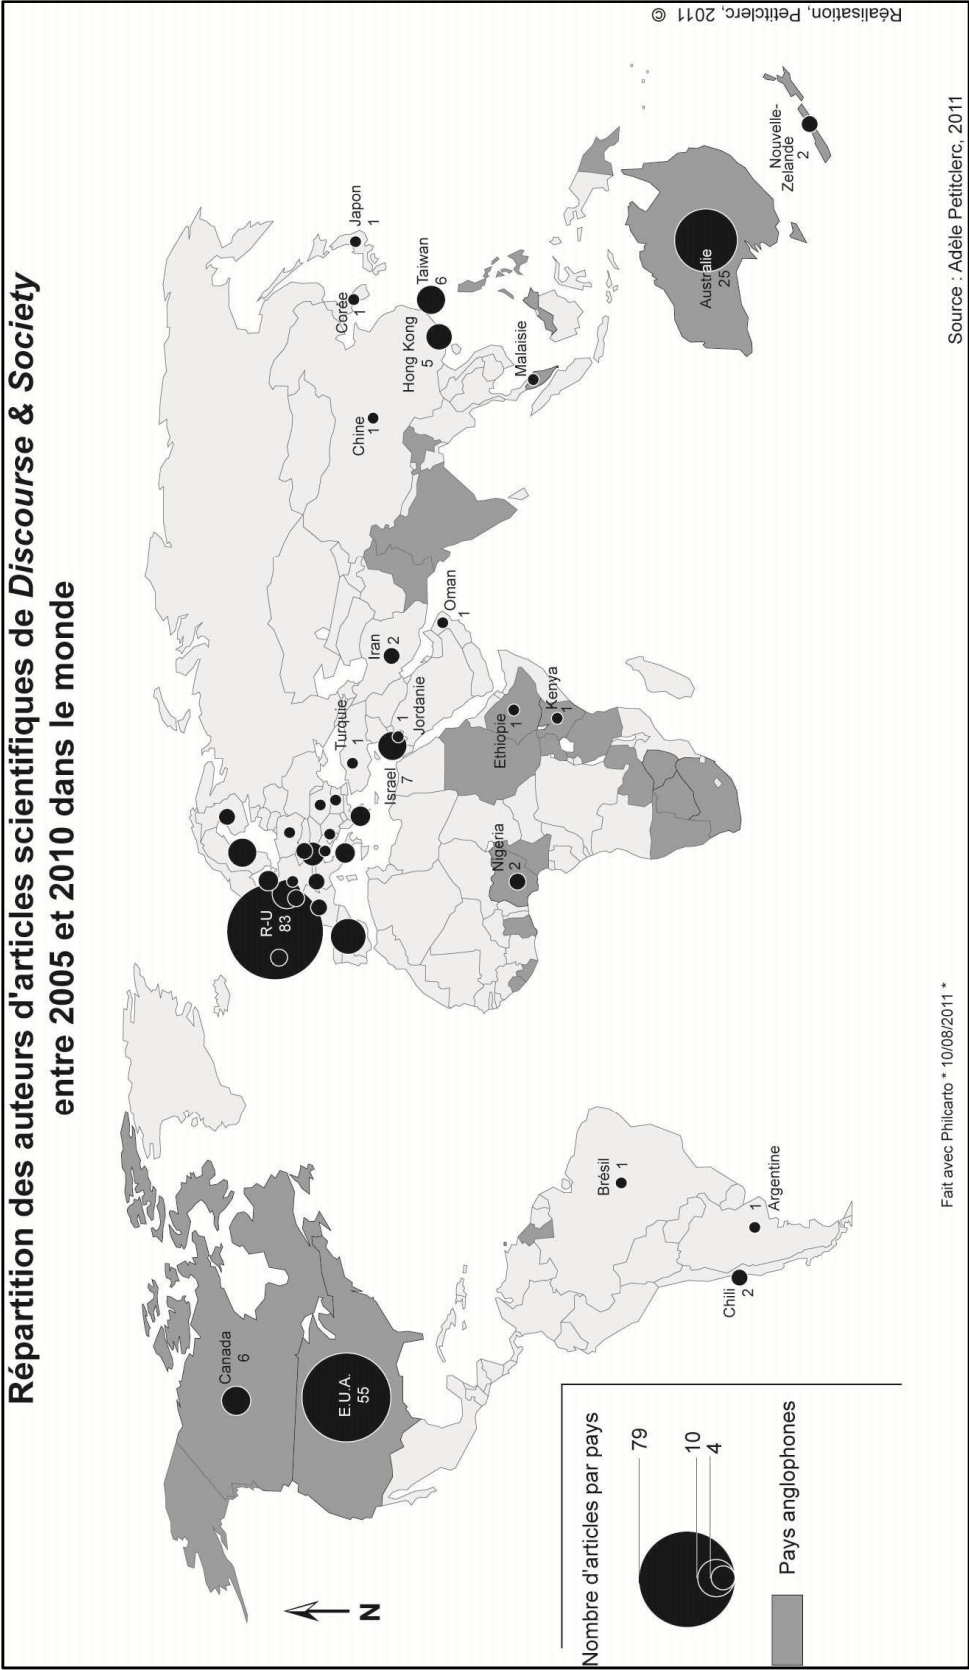 Répartition des auteurs d'articles scientifiques de Discourse & Society
entre 2005 et 2010 dans le monde
Canada
6
E.U.A.
55
R-U
83
Turquie
1
Israel
7
1
Jordanie
Iran
2
Oman
1
Chine
1
Corée
1
Japon
1
Hong Kong
5
Taiwan
6
Malaisie
Nigeria
2
Ethiopie
1
Kenya
1
Brésil
1
1
Argentine
Chili
2
Australie
25
Nouvelle-
Zelande
2
N
Nombre d'articles par pays
79
10
4
Pays anglophones
Fait avec Philcarto * 10/08/2011 *
Source : Adèle Petitclerc, 2011
Réalisation, Petitclerc, 2011 ©